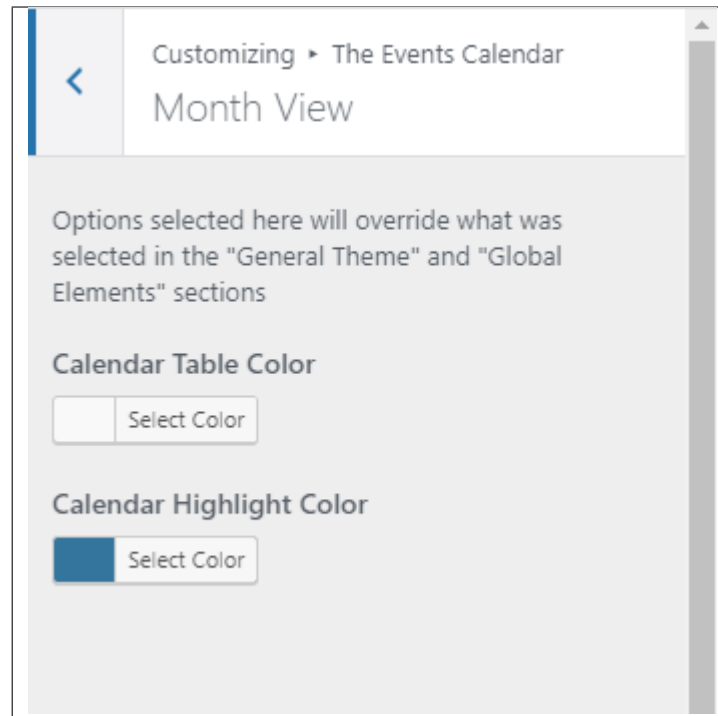 Customizing ▸ The Events Calendar
Month View
Options selected here will override what was
selected in the "General Theme" and "Global
Elements" sections
Calendar Table Color
Select Color
Calendar Highlight Color
Select Color